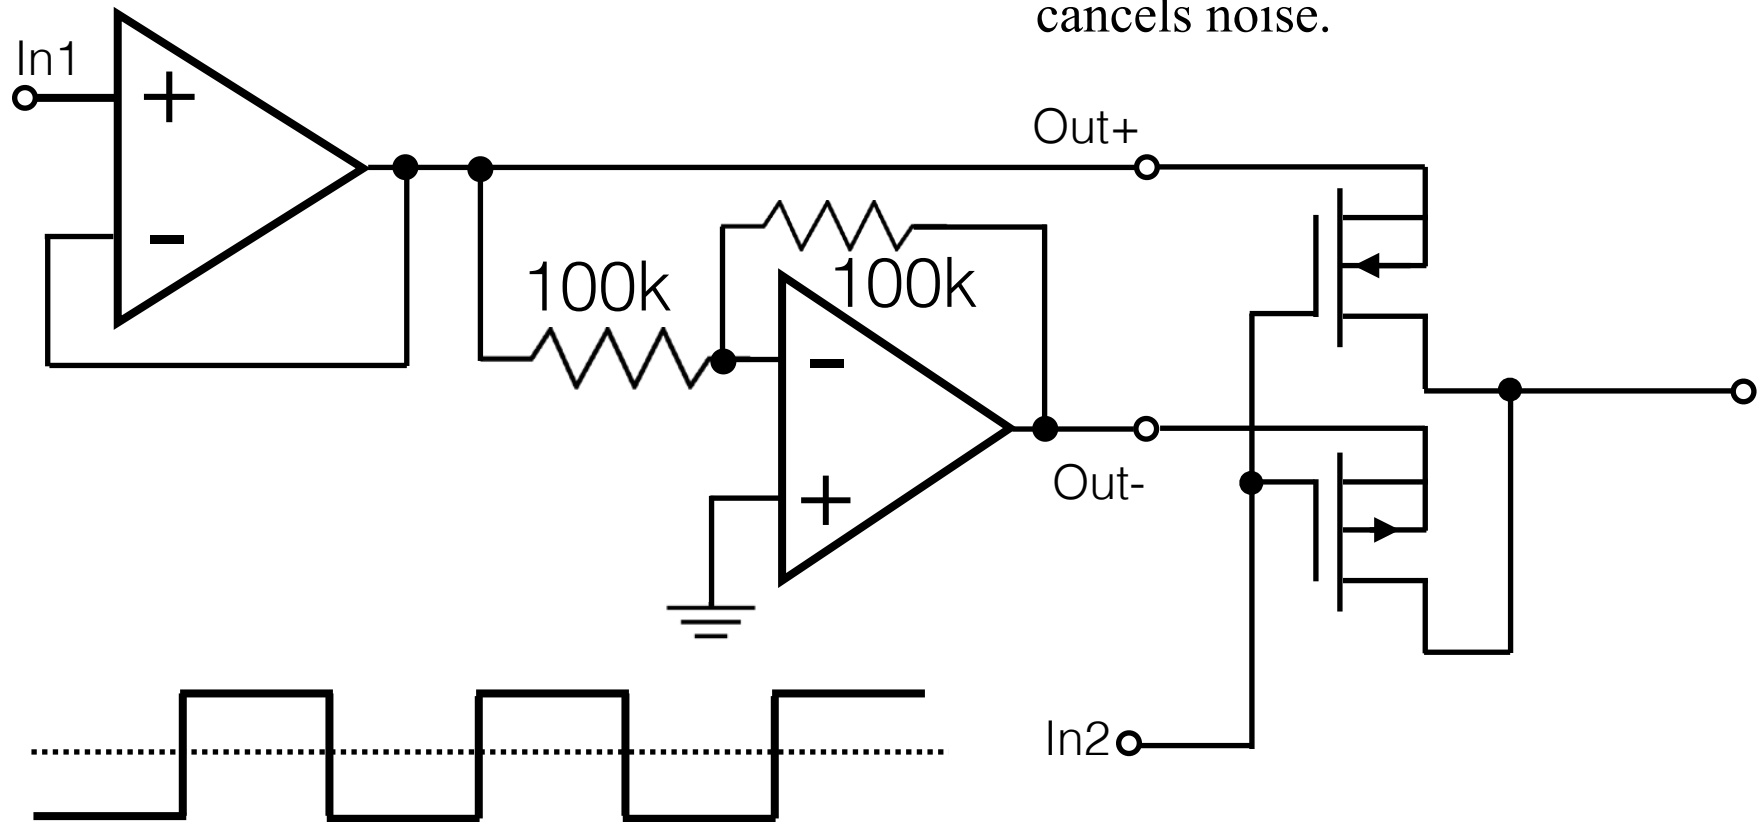 cancels noise.
In1
+
-
Out+
100k
100k
-
+
Out-
In2